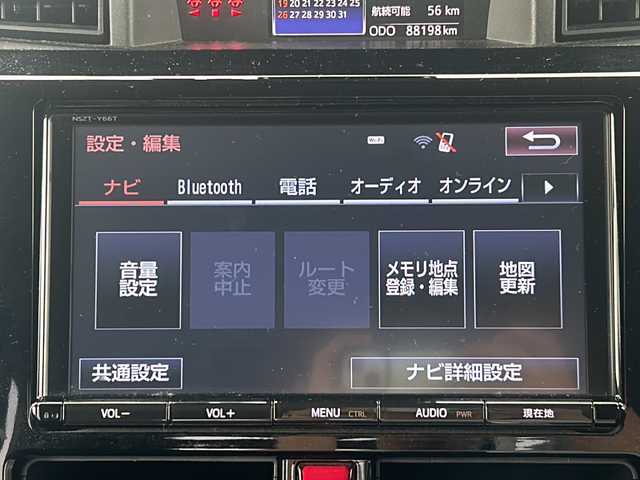 19 20 21 22 23 24 25
26 27 28 29 30 31
航続可能 56 km
ODO 88198km
NSZT-Y66T
設定・編集
Wi-Fi
ナビ Bluetooth 電話 オーディオ オンライン
音量設定 案内中止 ルート変更 メモリ地点登録・編集 地図更新
共通設定 ナビ詳細設定
VOL− VOL+ MENU CTRL AUDIO PWR 現在地